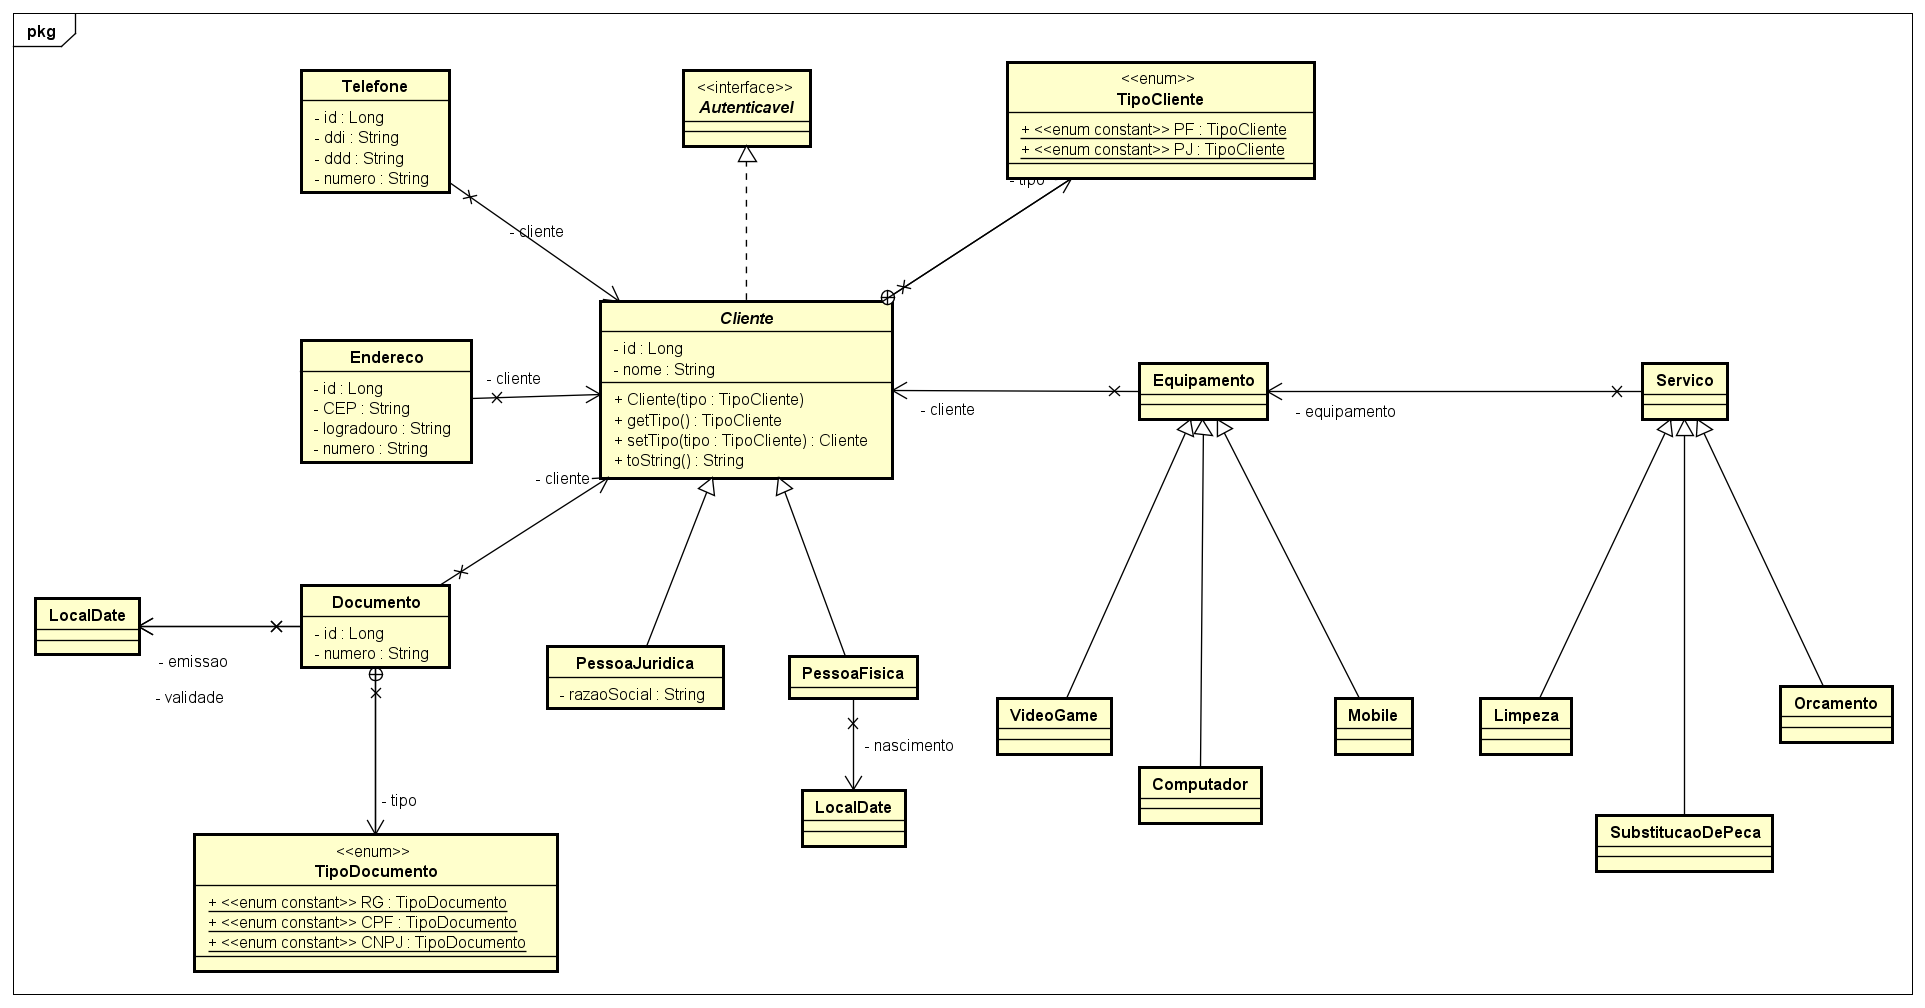 pkg
Telefone
- id : Long
- ddi : String
- ddd : String
- numero : String
<<interface>>
Autenticavel
<<enum>>
TipoCliente
+ <<enum constant>> PF : TipoCliente
+ <<enum constant>> PJ : TipoCliente
- tipo
- cliente
Cliente
- id : Long
- nome : String
+ Cliente(tipo : TipoCliente)
+ getTipo() : TipoCliente
+ setTipo(tipo : TipoCliente) : Cliente
+ toString() : String
Endereco
- id : Long
- CEP : String
- logradouro : String
- numero : String
- cliente
- cliente
Equipamento
- equipamento
Servico
- cliente
LocalDate
- emissao
- validade
Documento
- id : Long
- numero : String
PessoaJuridica
- razaoSocial : String
PessoaFisica
- nascimento
LocalDate
VideoGame
Computador
Mobile
Limpeza
SubstitucaoDePeca
Orcamento
- tipo
<<enum>>
TipoDocumento
+ <<enum constant>> RG : TipoDocumento
+ <<enum constant>> CPF : TipoDocumento
+ <<enum constant>> CNPJ : TipoDocumento